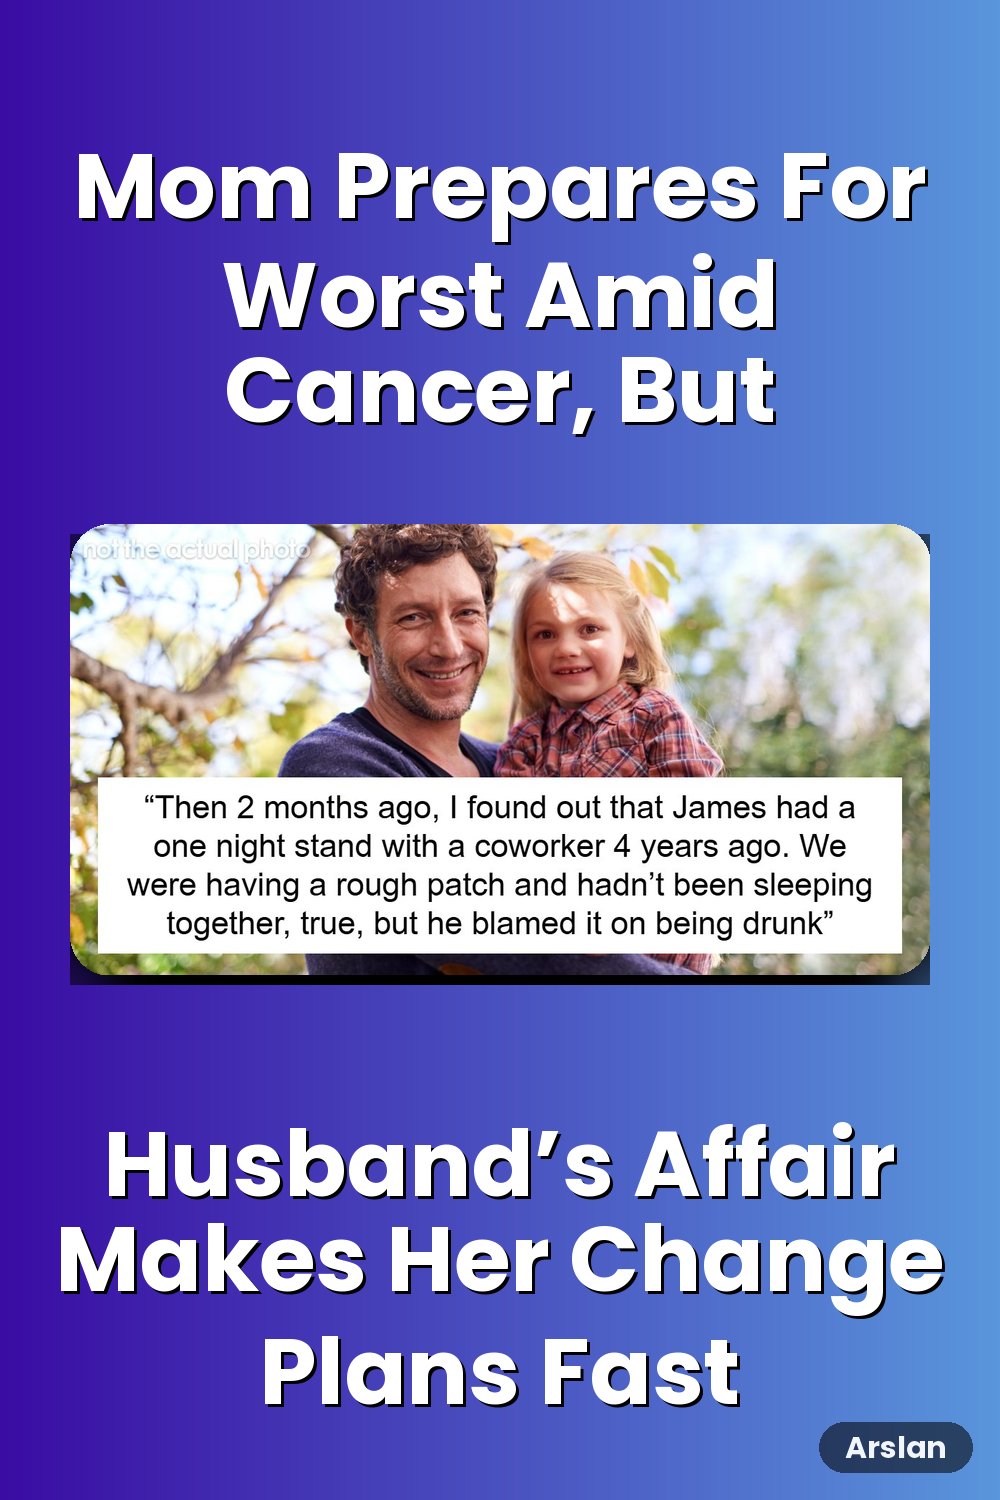 Mom Prepares For
Worst Amid
Cancer, But
not the actual photo
“Then 2 months ago, I found out that James had a
one night stand with a coworker 4 years ago. We
were having a rough patch and hadn’t been sleeping
together, true, but he blamed it on being drunk”
Husband’s Affair
Makes Her Change
Plans Fast
Arslan